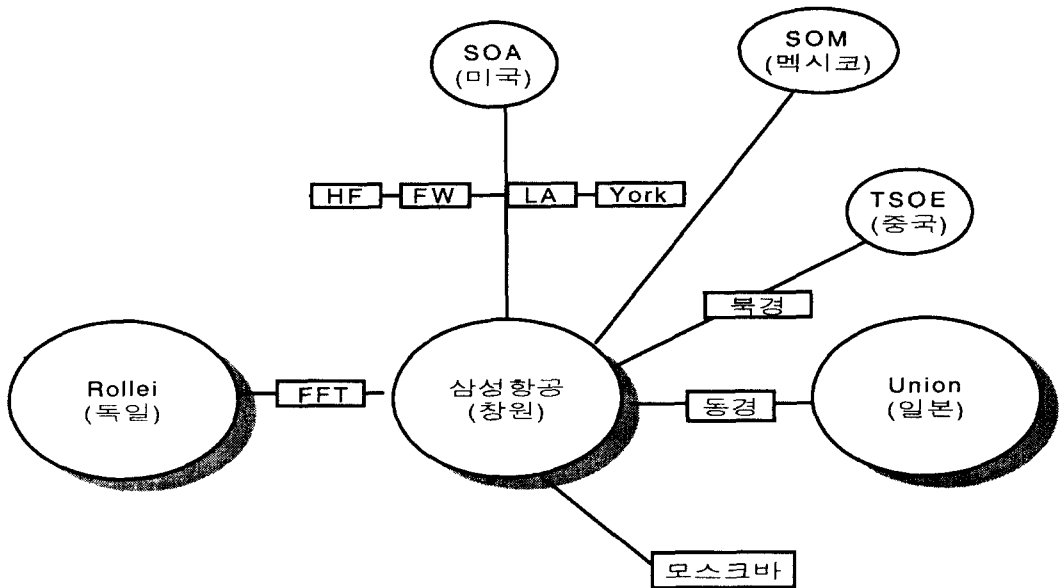 SOA
(미국)
SOM
(멕시코)
HF
FW
LA
York
TSOE
(중국)
북경
Rollei
(독일)
FFT
삼성항공
(창원)
동경
Union
(일본)
모스크바